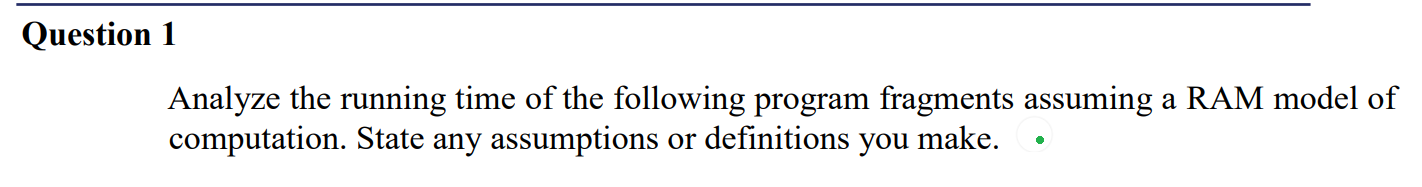 Question 1
Analyze the running time of the following program fragments assuming a RAM model of
computation. State any assumptions or definitions you make.